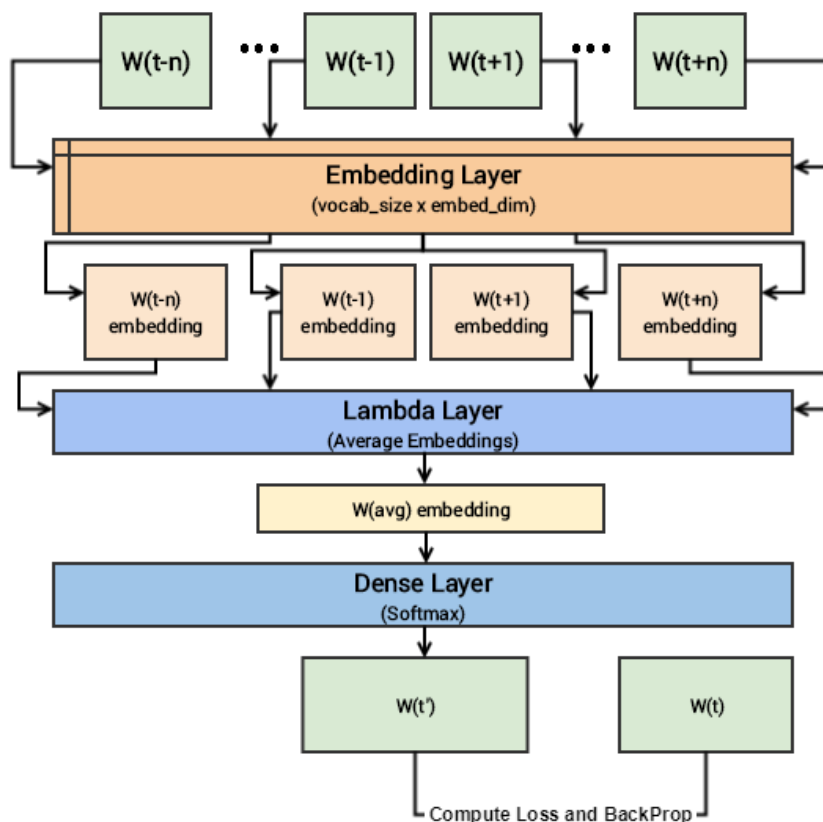 W(t-n)
W(t-1)
W(t+1)
W(t+n)
Embedding Layer
(vocab_size x embed_dim)
W(t-n)
embedding
W(t-1)
embedding
W(t+1)
embedding
W(t+n)
embedding
Lambda Layer
(Average Embeddings)
W(avg) embedding
Dense Layer
(Softmax)
W(t')
W(t)
Compute Loss and BackProp